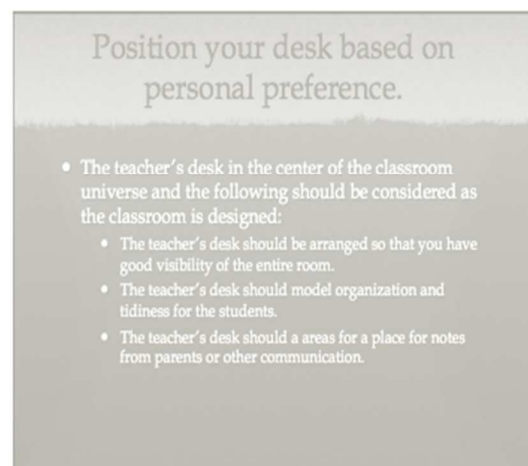 Position your desk based on
personal preference.
• The teacher's desk in the center of the classroom
universe and the following should be considered as
the classroom is designed:
• The teacher's desk should be arranged so that you have
good visibility of the entire room.
• The teacher's desk should model organization and
tidiness for the students.
• The teacher's desk should a areas for a place for notes
from parents or other communication.